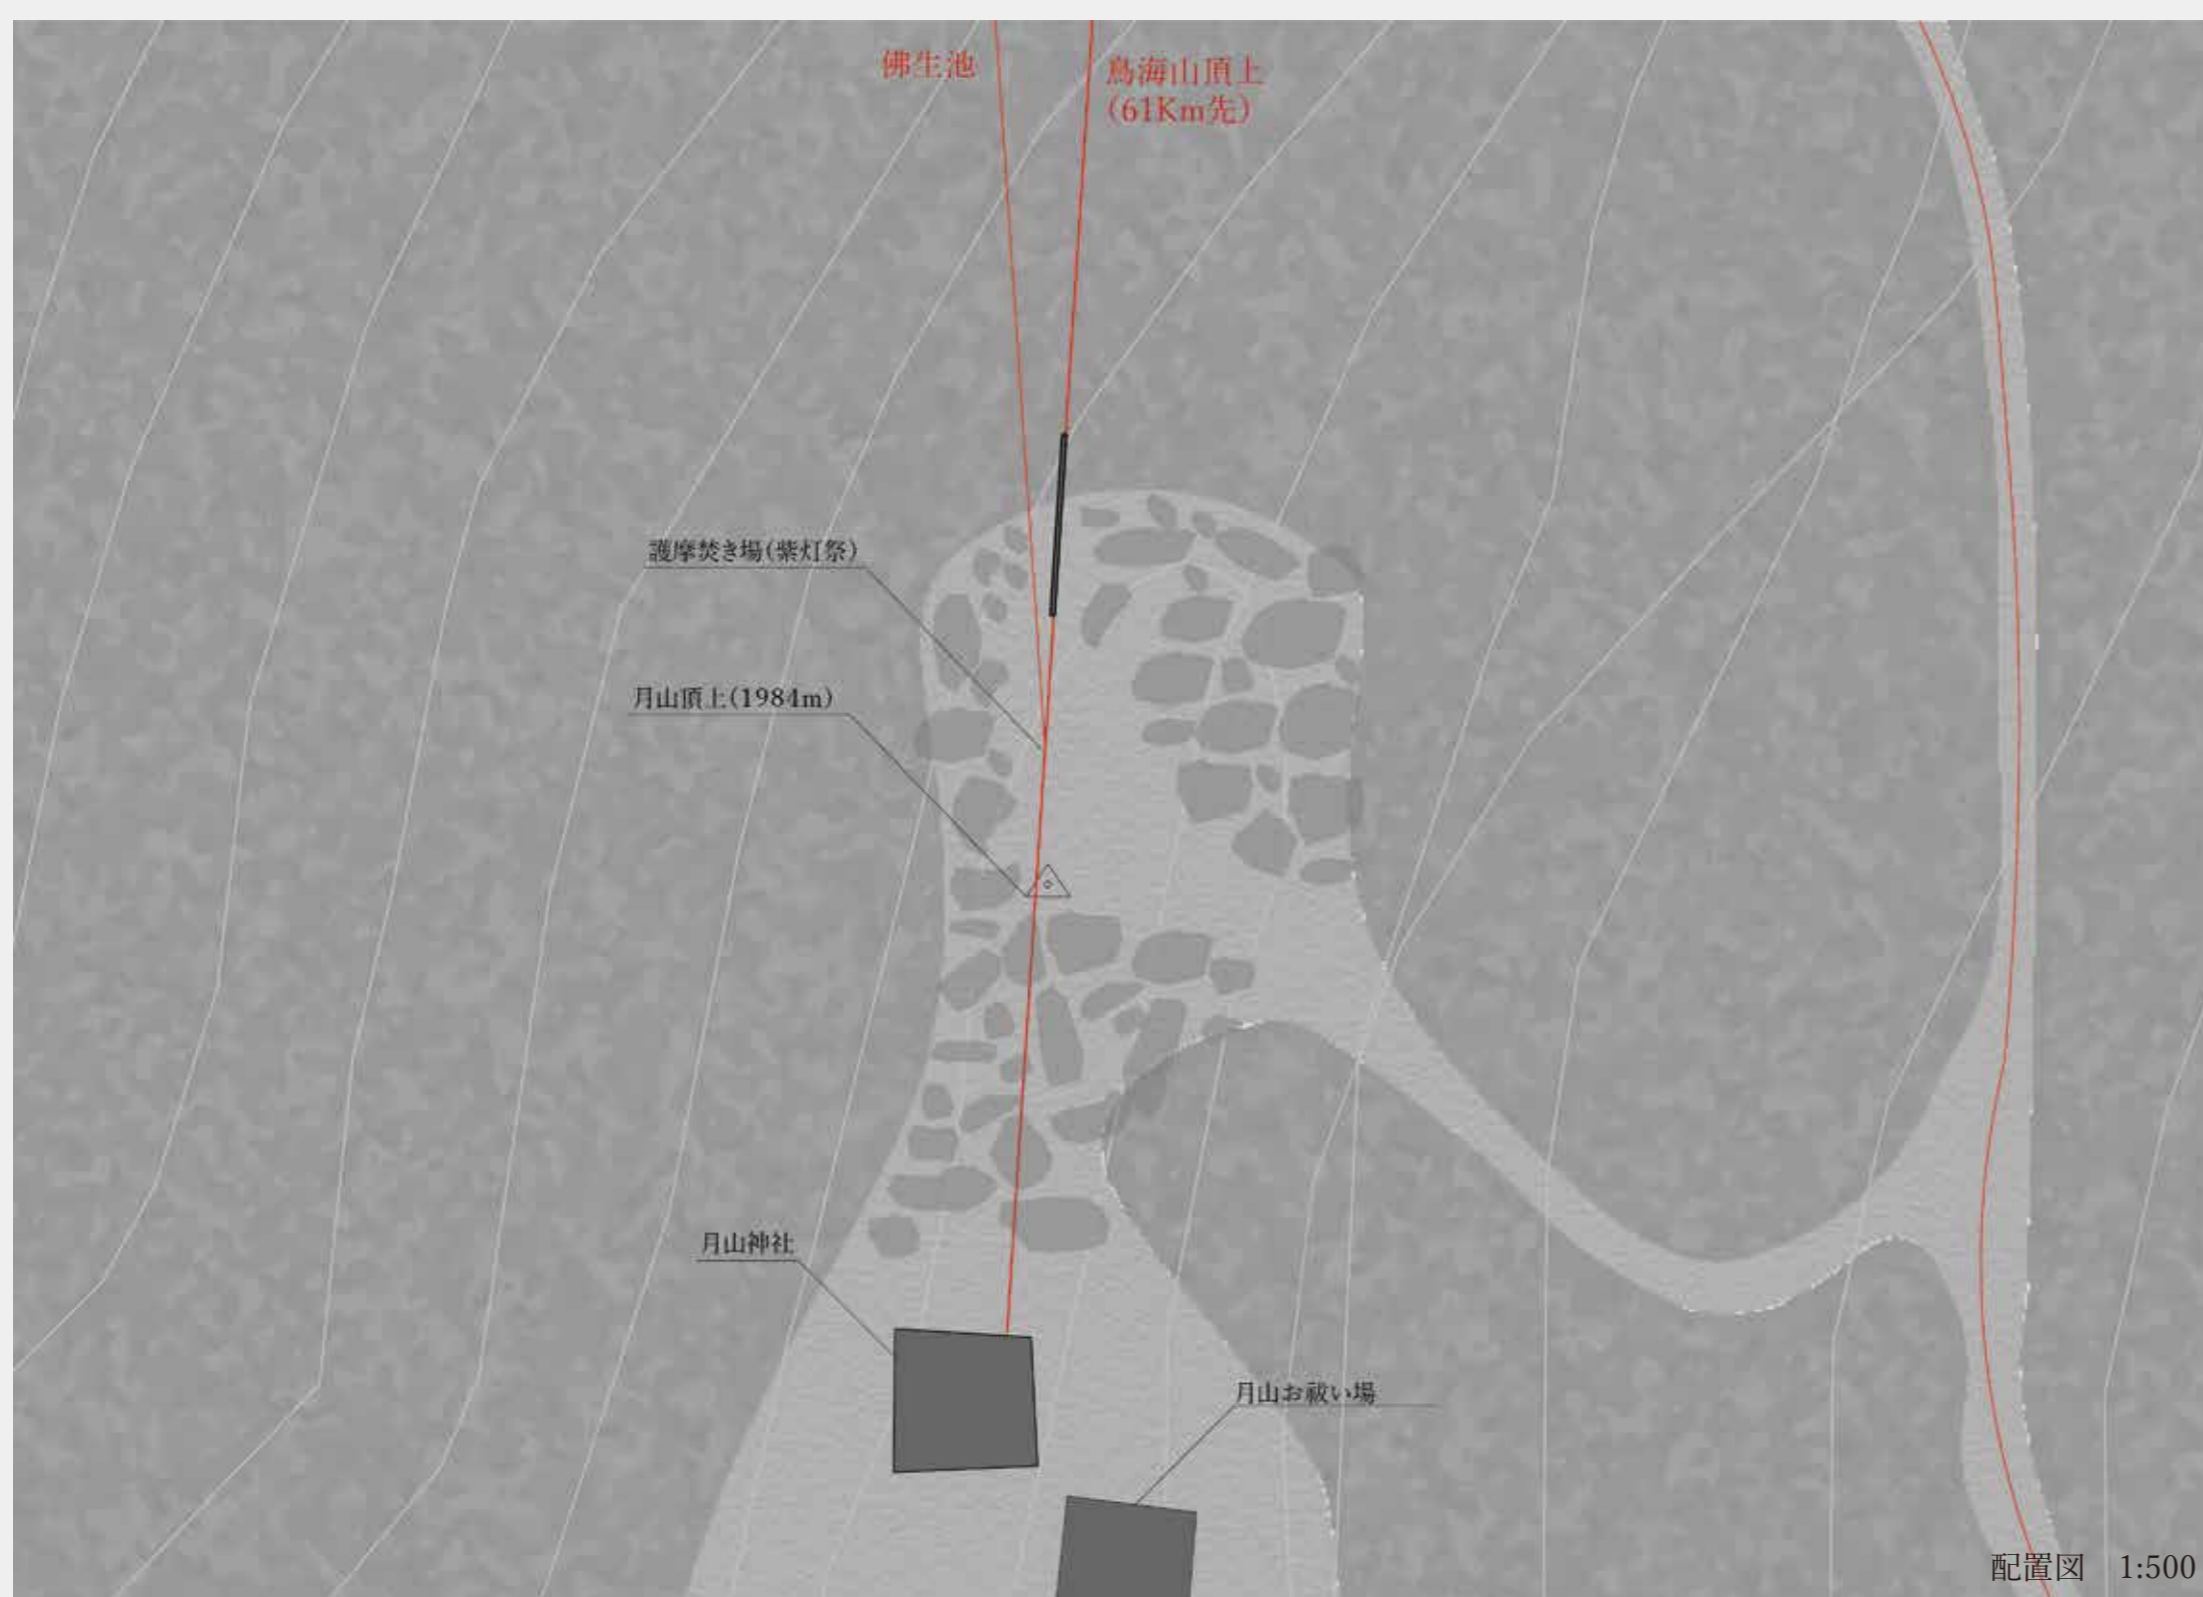 佛生池
鳥海山頂上
(61Km先)
護摩焚き場(紫灯祭)
月山頂上(1984m)
月山神社
月山お祓い場
配置図 1:500